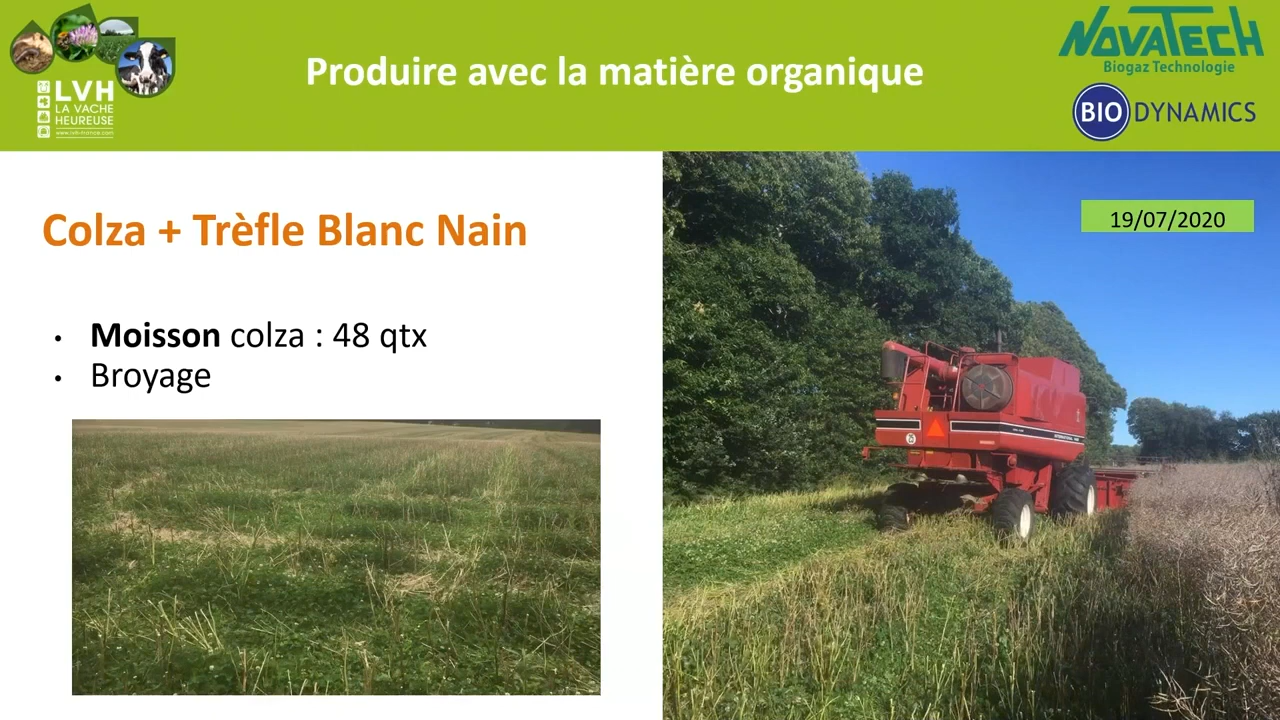 LVH
LA VACHE
HEUREUSE
www.lvh-france.com
Produire avec la matière organique
NOVATECH
Biogaz Technologie
BIO DYNAMICS
Colza + Trèfle Blanc Nain
19/07/2020
• Moisson colza : 48 qtx
• Broyage
INTERNATIONAL